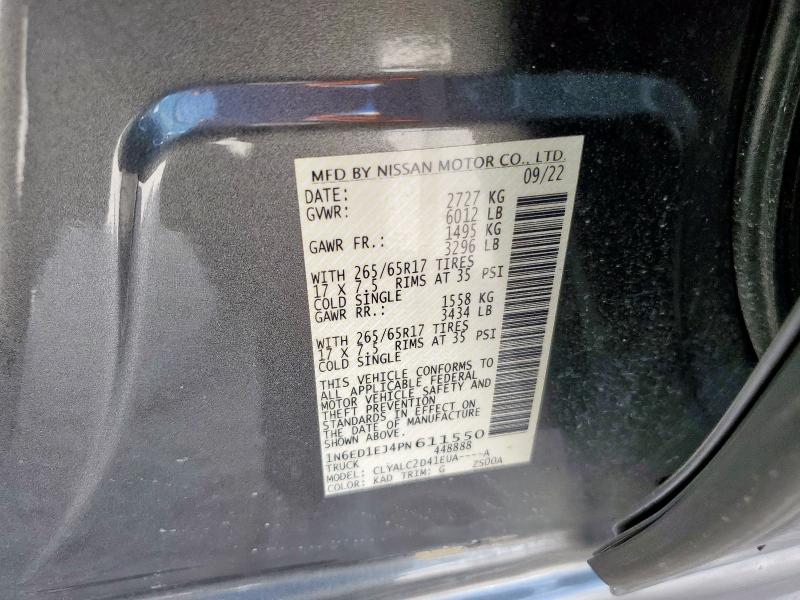 MFD BY NISSAN MOTOR CO., LTD.
DATE: 09/22
GVWR: 2727 KG
6012 LB
GAWR FR.: 1495 KG
3296 LB
WITH 265/65R17 TIRES
17 X 7.5 RIMS AT 35 PSI
COLD SINGLE
GAWR RR.: 1558 KG
3434 LB
WITH 265/65R17 TIRES
17 X 7.5 RIMS AT 35 PSI
COLD SINGLE
THIS VEHICLE CONFORMS TO
ALL APPLICABLE FEDERAL
MOTOR VEHICLE SAFETY AND
THEFT PREVENTION
STANDARDS IN EFFECT ON
THE DATE OF MANUFACTURE
SHOWN ABOVE.
1N6ED1EJ4PN611550
TRUCK 448888
MODEL: CLYALC2D41EUA----A
COLOR: KAD TRIM: G 2500A